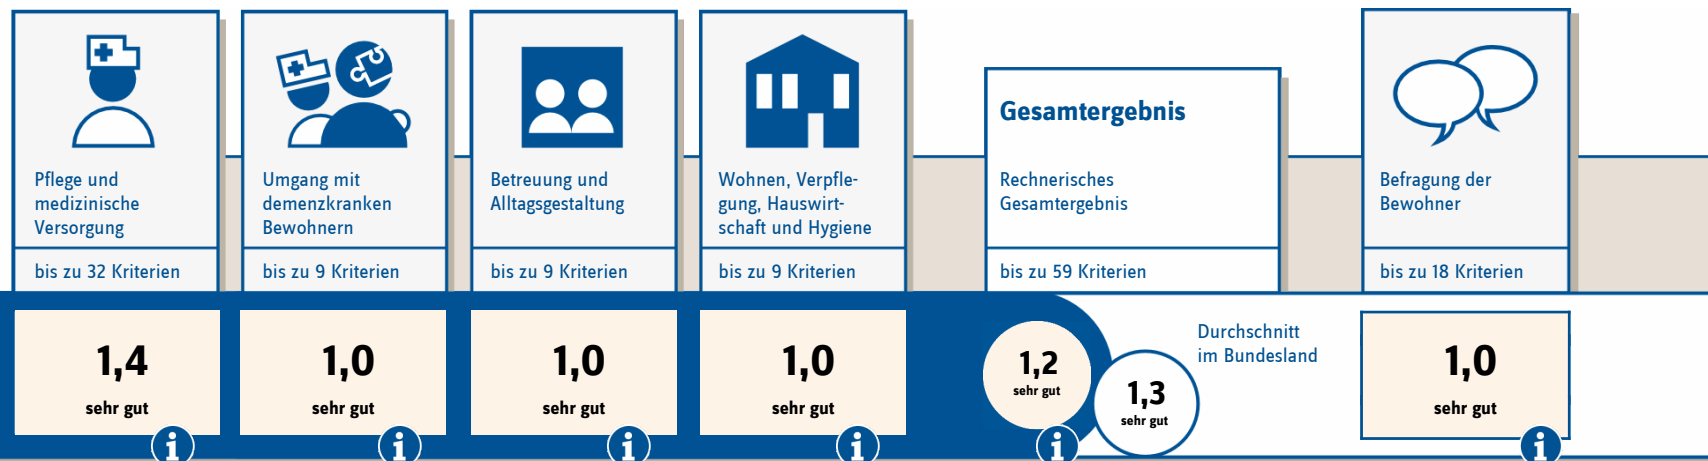 Pflege und
medizinische
Versorgung
bis zu 32 Kriterien
1,4
sehr gut
i
Umgang mit
demenzkranken
Bewohnern
bis zu 9 Kriterien
1,0
sehr gut
i
Betreuung und
Alltagsgestaltung
bis zu 9 Kriterien
1,0
sehr gut
i
Wohnen, Verpfle-
gung, Hauswirt-
schaft und Hygiene
bis zu 9 Kriterien
1,0
sehr gut
i
Gesamtergebnis
Rechnerisches
Gesamtergebnis
bis zu 59 Kriterien
1,2
sehr gut
i
1,3
sehr gut
Durchschnitt
im Bundesland
Befragung der
Bewohner
bis zu 18 Kriterien
1,0
sehr gut
i